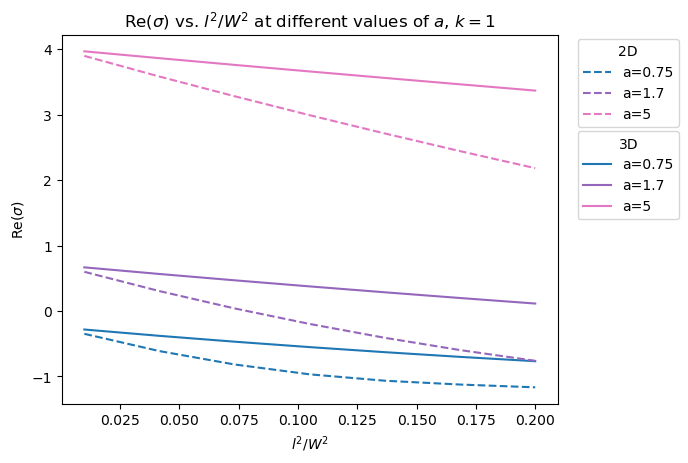 Re(σ) vs. l²/W² at different values of a, k = 1
4
3
2
1
0
−1
Re(σ)
0.025
0.050
0.075
0.100
0.125
0.150
0.175
0.200
l²/W²
2D
a=0.75
a=1.7
a=5
3D
a=0.75
a=1.7
a=5